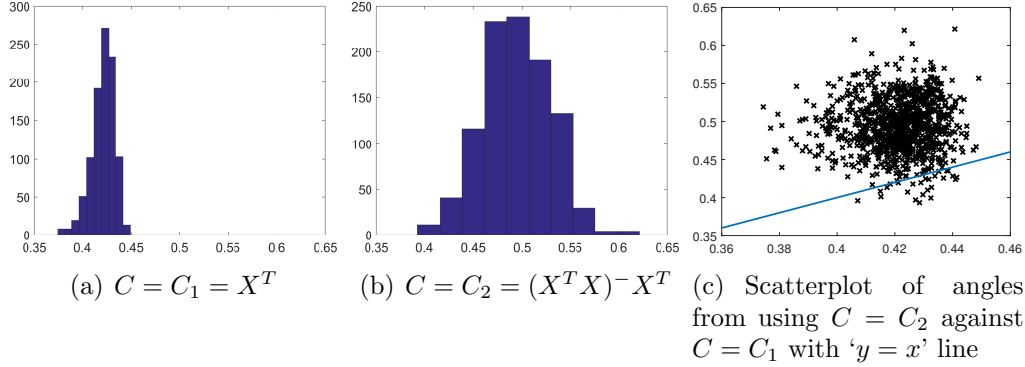 300
250
200
150
100
50
0
0.35 0.4 0.45 0.5 0.55 0.6 0.65
(a) C = C₁ = Xᵀ
250
200
150
100
50
0
0.35 0.4 0.45 0.5 0.55 0.6 0.65
(b) C = C₂ = (XᵀX)⁻Xᵀ
0.65
0.6
0.55
0.5
0.45
0.4
0.35
0.36 0.38 0.4 0.42 0.44 0.46
(c) Scatterplot of angles
from using C = C₂ against
C = C₁ with ‘y = x’ line